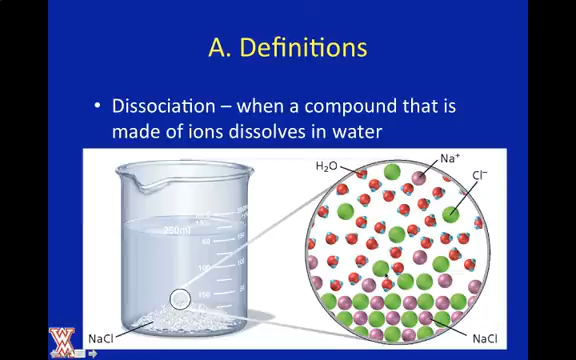 A. Definitions
• Dissociation – when a compound that is
made of ions dissolves in water
H₂O
Na⁺
Cl⁻
250ml
NaCl
NaCl